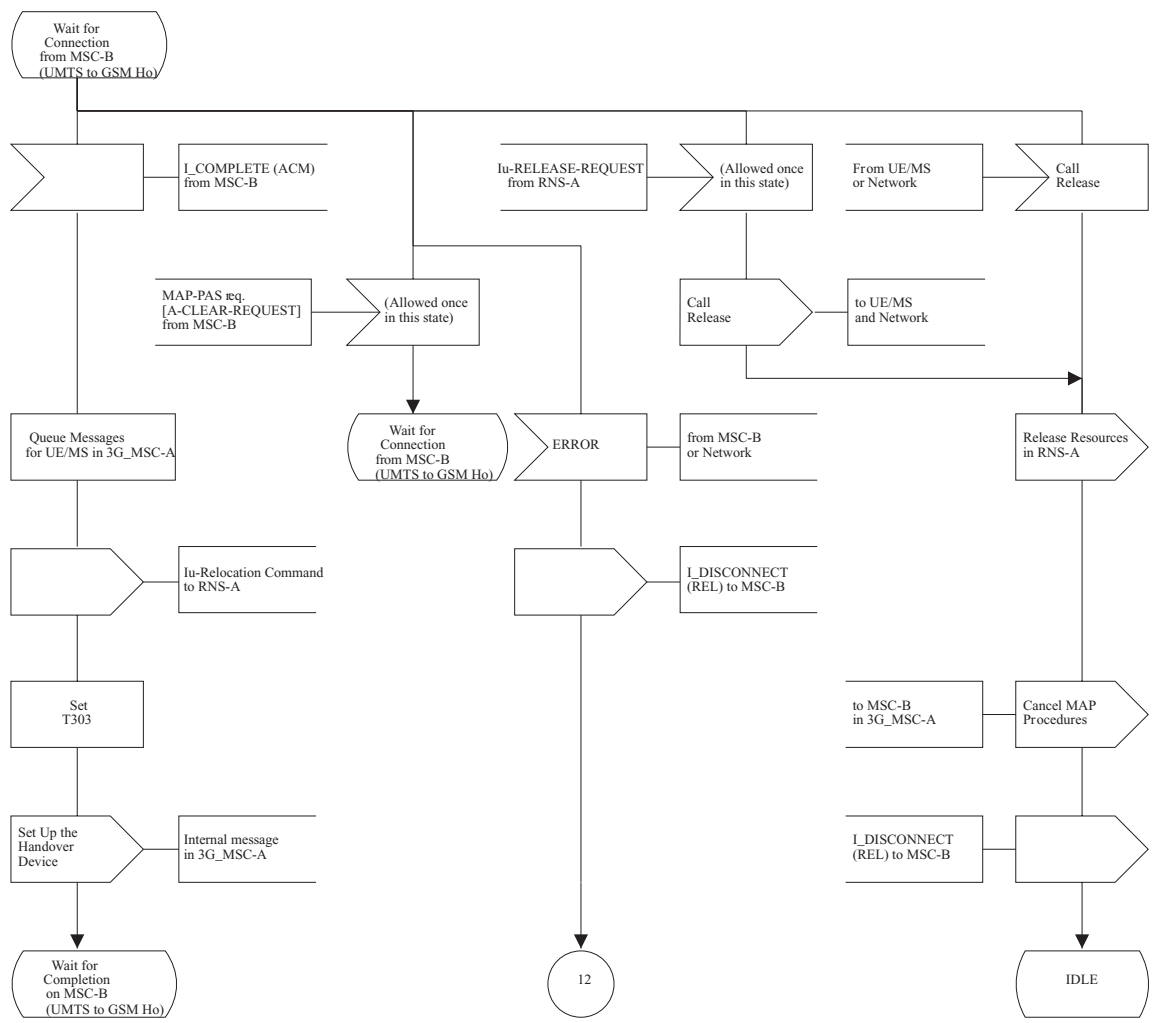 Wait for
Connection
from MSC-B
(UMTS to GSM Ho)
I_COMPLETE (ACM)
from MSC-B
Iu-RELEASE-REQUEST
from RNS-A
(Allowed once
in this state)
From UE/MS
or Network
Call
Release
MAP-PAS req.
[A-CLEAR-REQUEST]
from MSC-B
(Allowed once
in this state)
Call
Release
to UE/MS
and Network
Queue Messages
for UE/MS in 3G_MSC-A
Wait for
Connection
from MSC-B
(UMTS to GSM Ho)
ERROR
from MSC-B
or Network
Release Resources
in RNS-A
Iu-Relocation Command
to RNS-A
I_DISCONNECT
(REL) to MSC-B
Set
T303
to MSC-B
in 3G_MSC-A
Cancel MAP
Procedures
Set Up the
Handover
Device
Internal message
in 3G_MSC-A
I_DISCONNECT
(REL) to MSC-B
Wait for
Completion
on MSC-B
(UMTS to GSM Ho)
12
IDLE